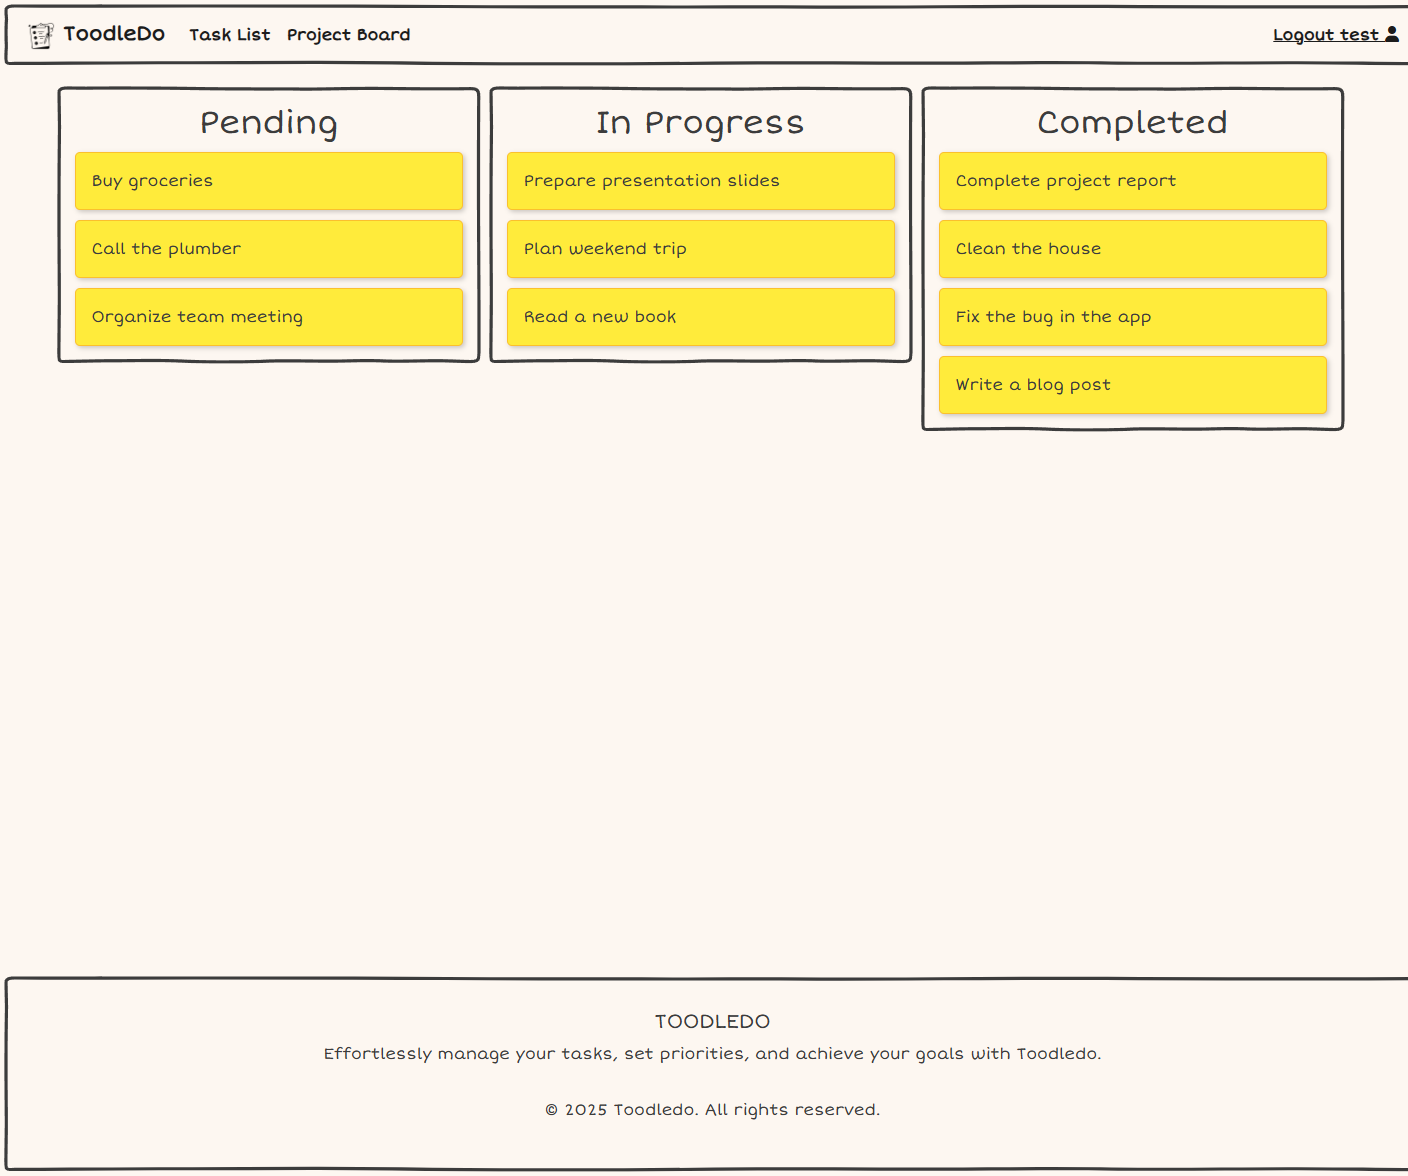 ToodleDo Task List Project Board Logout test
Pending
Buy groceries
Call the plumber
Organize team meeting
In Progress
Prepare presentation slides
Plan weekend trip
Read a new book
Completed
Complete project report
Clean the house
Fix the bug in the app
Write a blog post
TOODLEDO
Effortlessly manage your tasks, set priorities, and achieve your goals with Toodledo.
© 2025 Toodledo. All rights reserved.